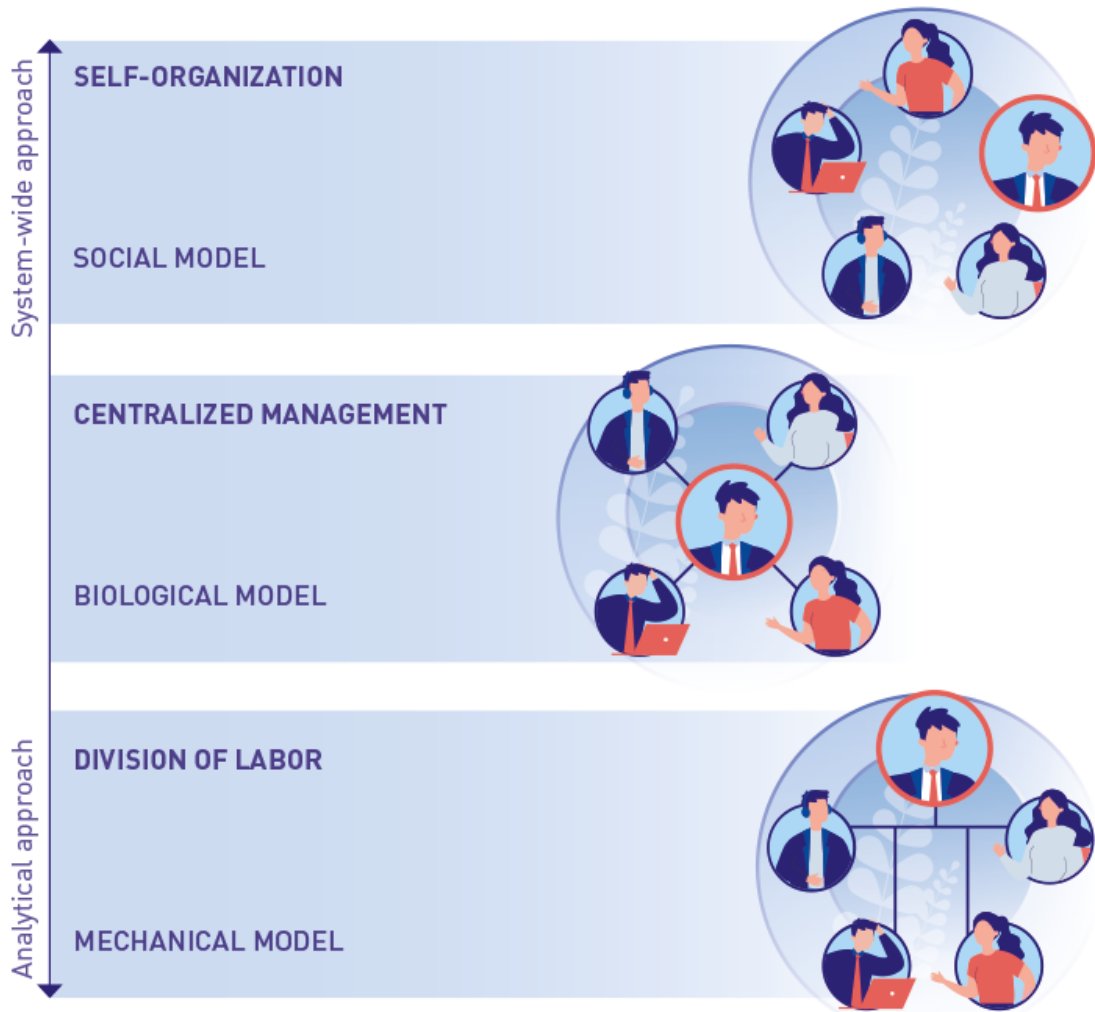 System-wide approach
SELF-ORGANIZATION
SOCIAL MODEL
CENTRALIZED MANAGEMENT
BIOLOGICAL MODEL
Analytical approach
DIVISION OF LABOR
MECHANICAL MODEL